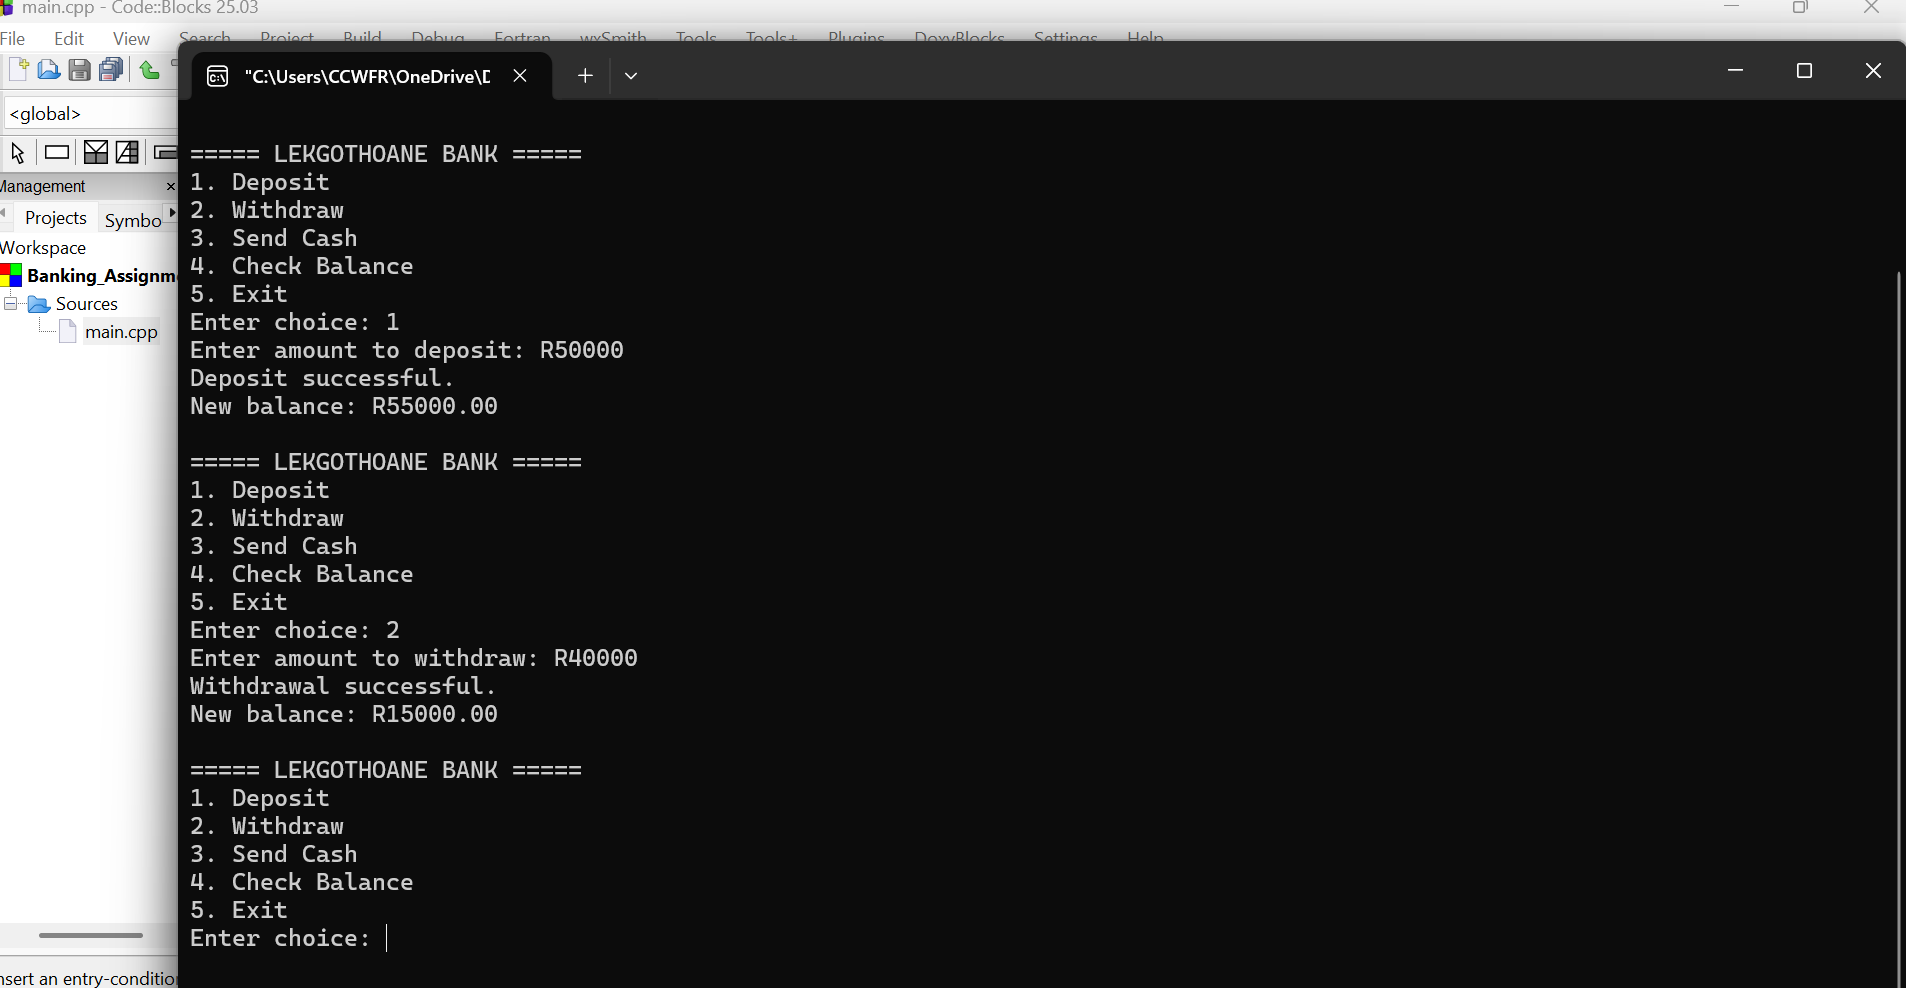 main.cpp - Code::Blocks 25.03
File Edit View Search Project Build Debug Fortran wxSmith Tools Tools+ Plugins DoxyBlocks Settings Help
"C:\Users\CCWFR\OneDrive\D
<global>
Management
Projects Symbo
Workspace
Banking_Assignm
Sources
main.cpp
===== LEKGOTHOANE BANK =====
1. Deposit
2. Withdraw
3. Send Cash
4. Check Balance
5. Exit
Enter choice: 1
Enter amount to deposit: R50000
Deposit successful.
New balance: R55000.00
===== LEKGOTHOANE BANK =====
1. Deposit
2. Withdraw
3. Send Cash
4. Check Balance
5. Exit
Enter choice: 2
Enter amount to withdraw: R40000
Withdrawal successful.
New balance: R15000.00
===== LEKGOTHOANE BANK =====
1. Deposit
2. Withdraw
3. Send Cash
4. Check Balance
5. Exit
Enter choice:
nsert an entry-conditio